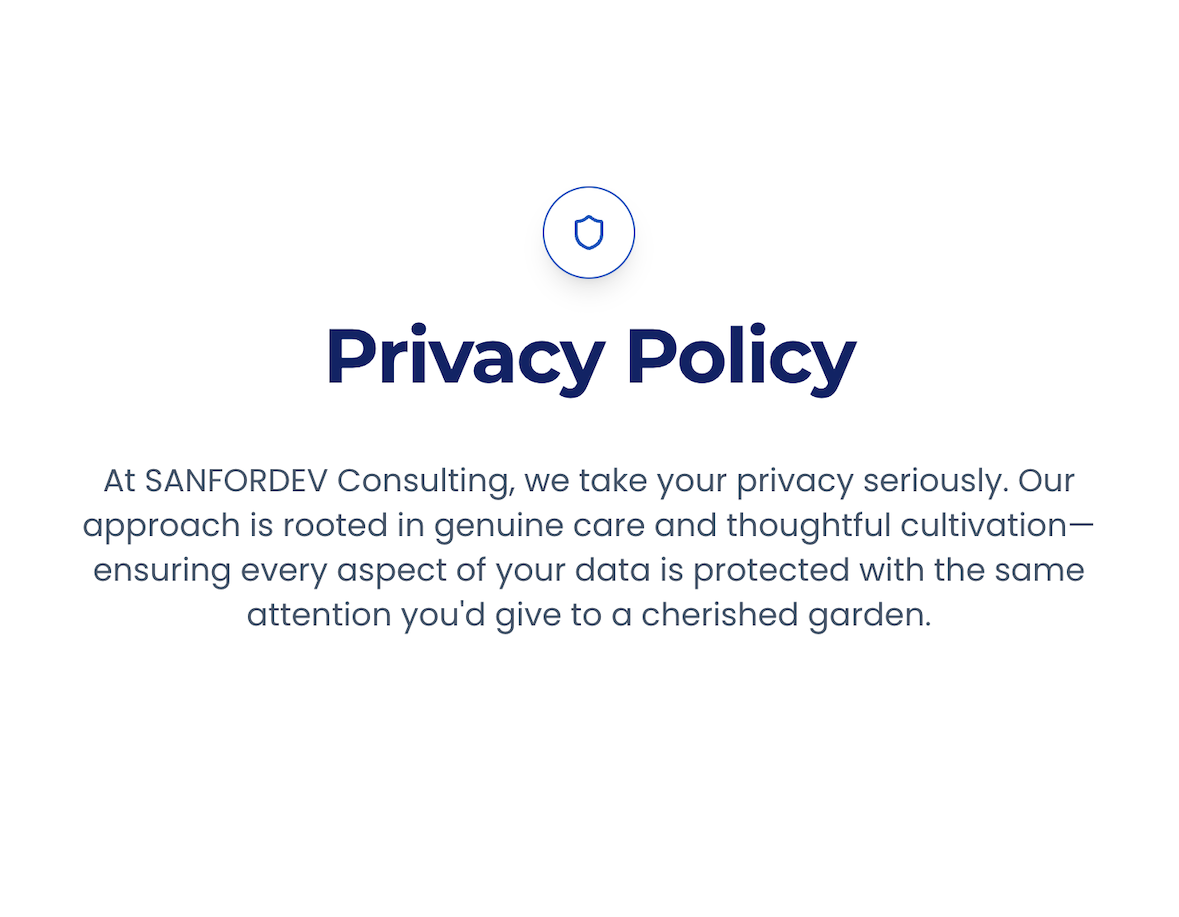 Privacy Policy
At SANFORDEV Consulting, we take your privacy seriously. Our
approach is rooted in genuine care and thoughtful cultivation—
ensuring every aspect of your data is protected with the same
attention you'd give to a cherished garden.